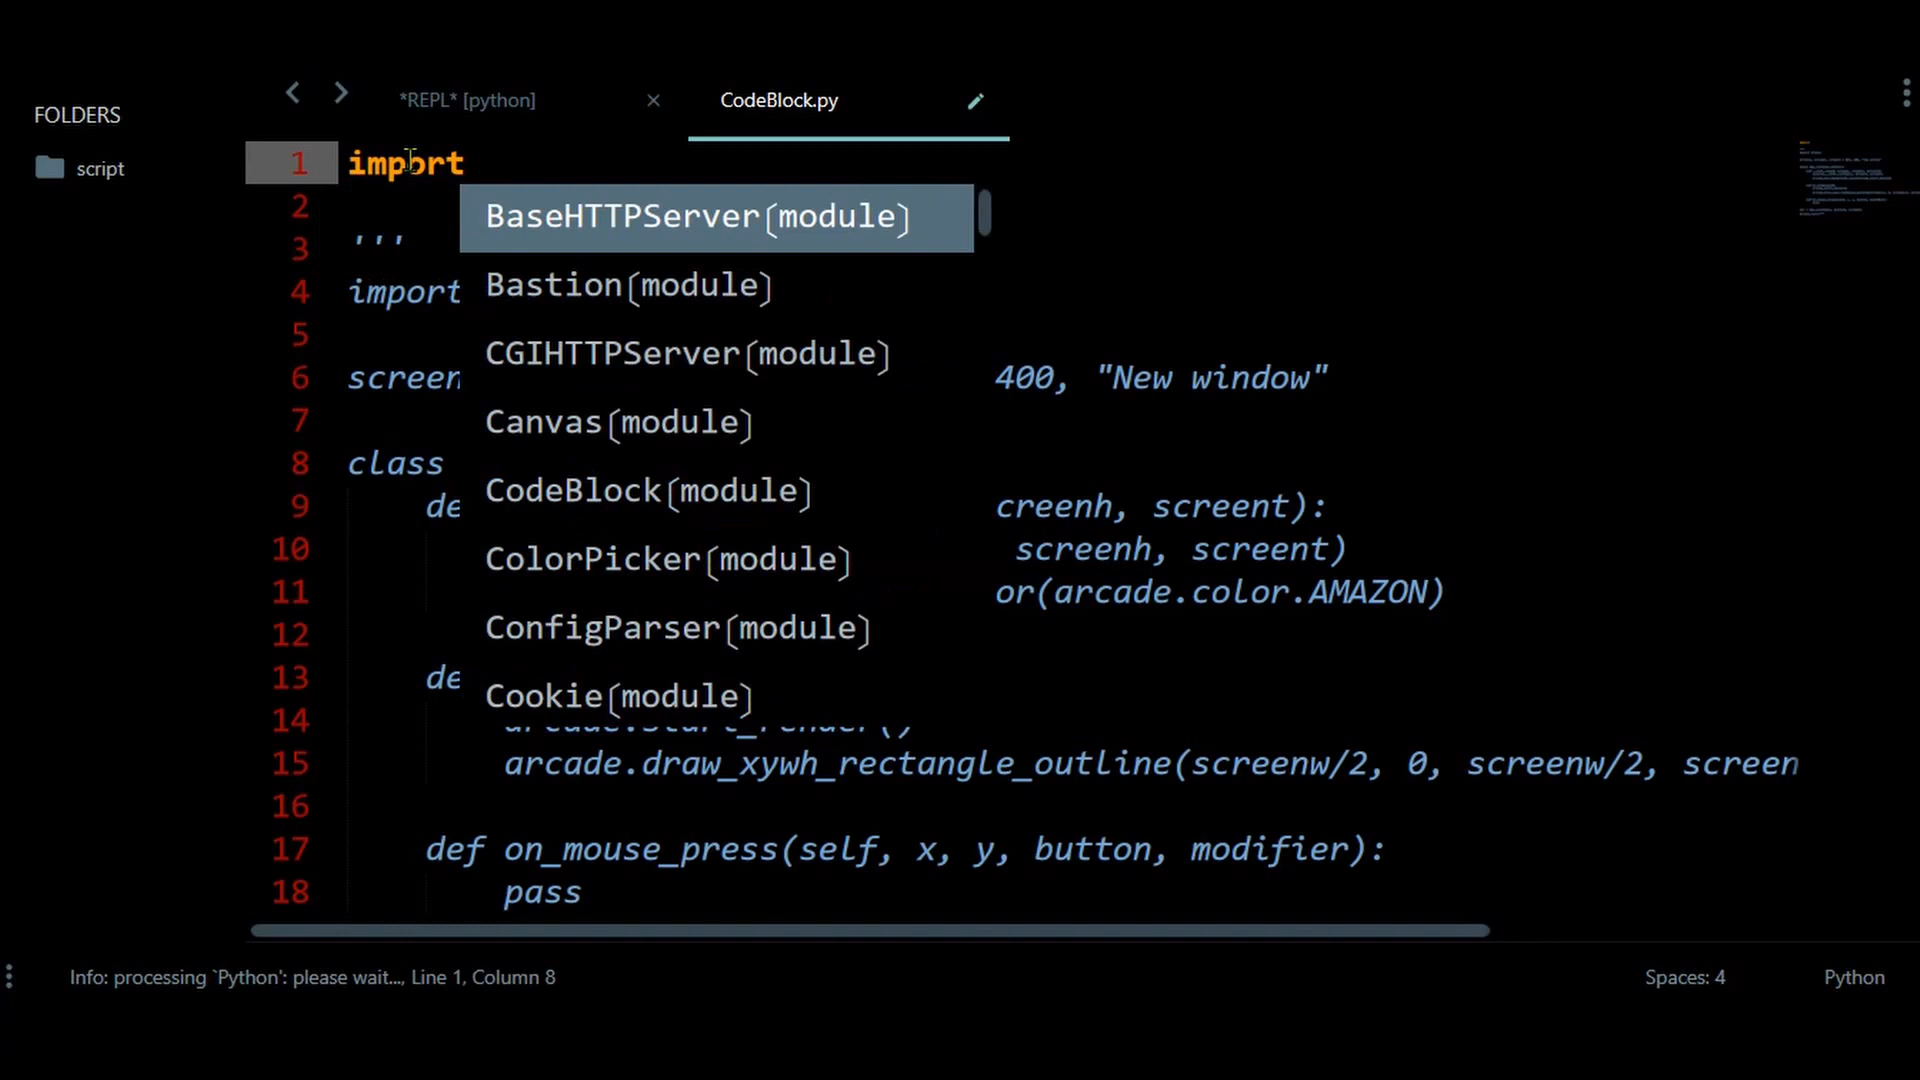 *REPL* [python]
CodeBlock.py
FOLDERS
script
1 import
2
3 '''
4 import
5
6 screen 400, "New window"
7
8 class
9 de creenh, screent):
10 screenh, screent)
11 or(arcade.color.AMAZON)
12
13 de
14 arcade.start_render()
15 arcade.draw_xywh_rectangle_outline(screenw/2, 0, screenw/2, screen
16
17 def on_mouse_press(self, x, y, button, modifier):
18 pass
BaseHTTPServer(module)
Bastion(module)
CGIHTTPServer(module)
Canvas(module)
CodeBlock(module)
ColorPicker(module)
ConfigParser(module)
Cookie(module)
Info: processing `Python': please wait..., Line 1, Column 8
Spaces: 4
Python